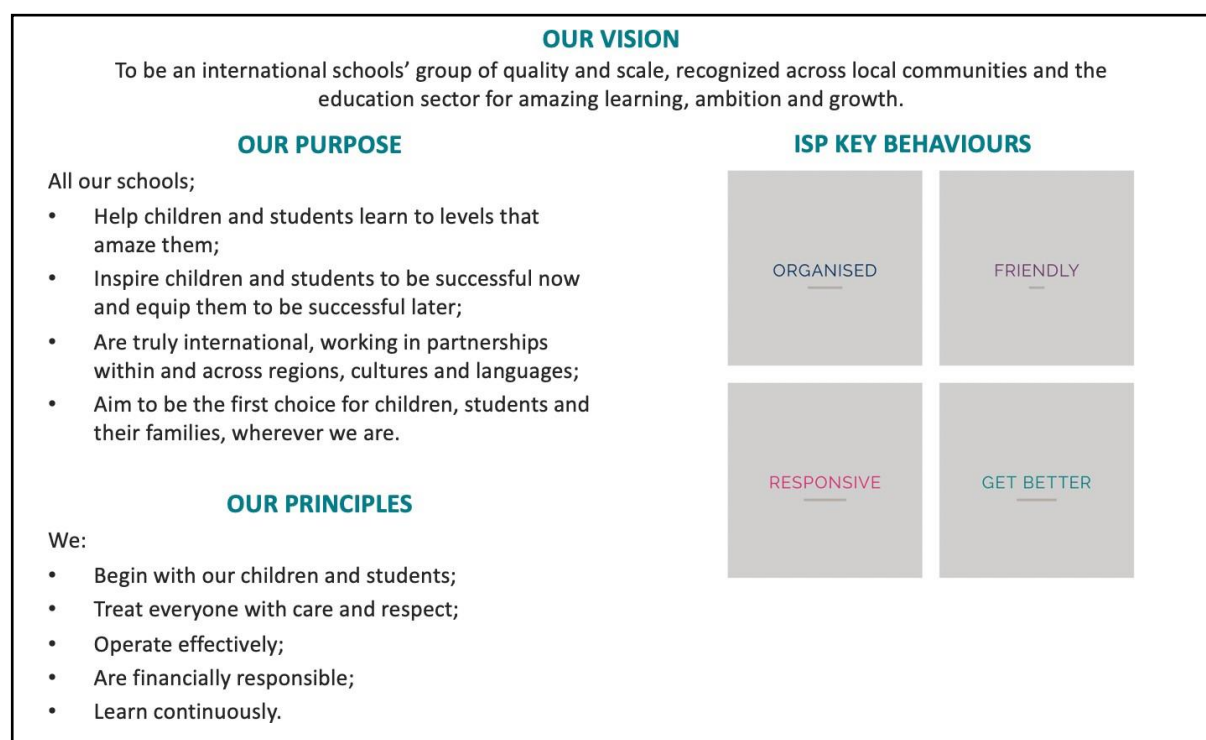 OUR VISION
To be an international schools’ group of quality and scale, recognized across local communities and the
education sector for amazing learning, ambition and growth.
OUR PURPOSE
All our schools;
• Help children and students learn to levels that
amaze them;
• Inspire children and students to be successful now
and equip them to be successful later;
• Are truly international, working in partnerships
within and across regions, cultures and languages;
• Aim to be the first choice for children, students and
their families, wherever we are.
OUR PRINCIPLES
We:
• Begin with our children and students;
• Treat everyone with care and respect;
• Operate effectively;
• Are financially responsible;
• Learn continuously.
ISP KEY BEHAVIOURS
ORGANISED
FRIENDLY
RESPONSIVE
GET BETTER